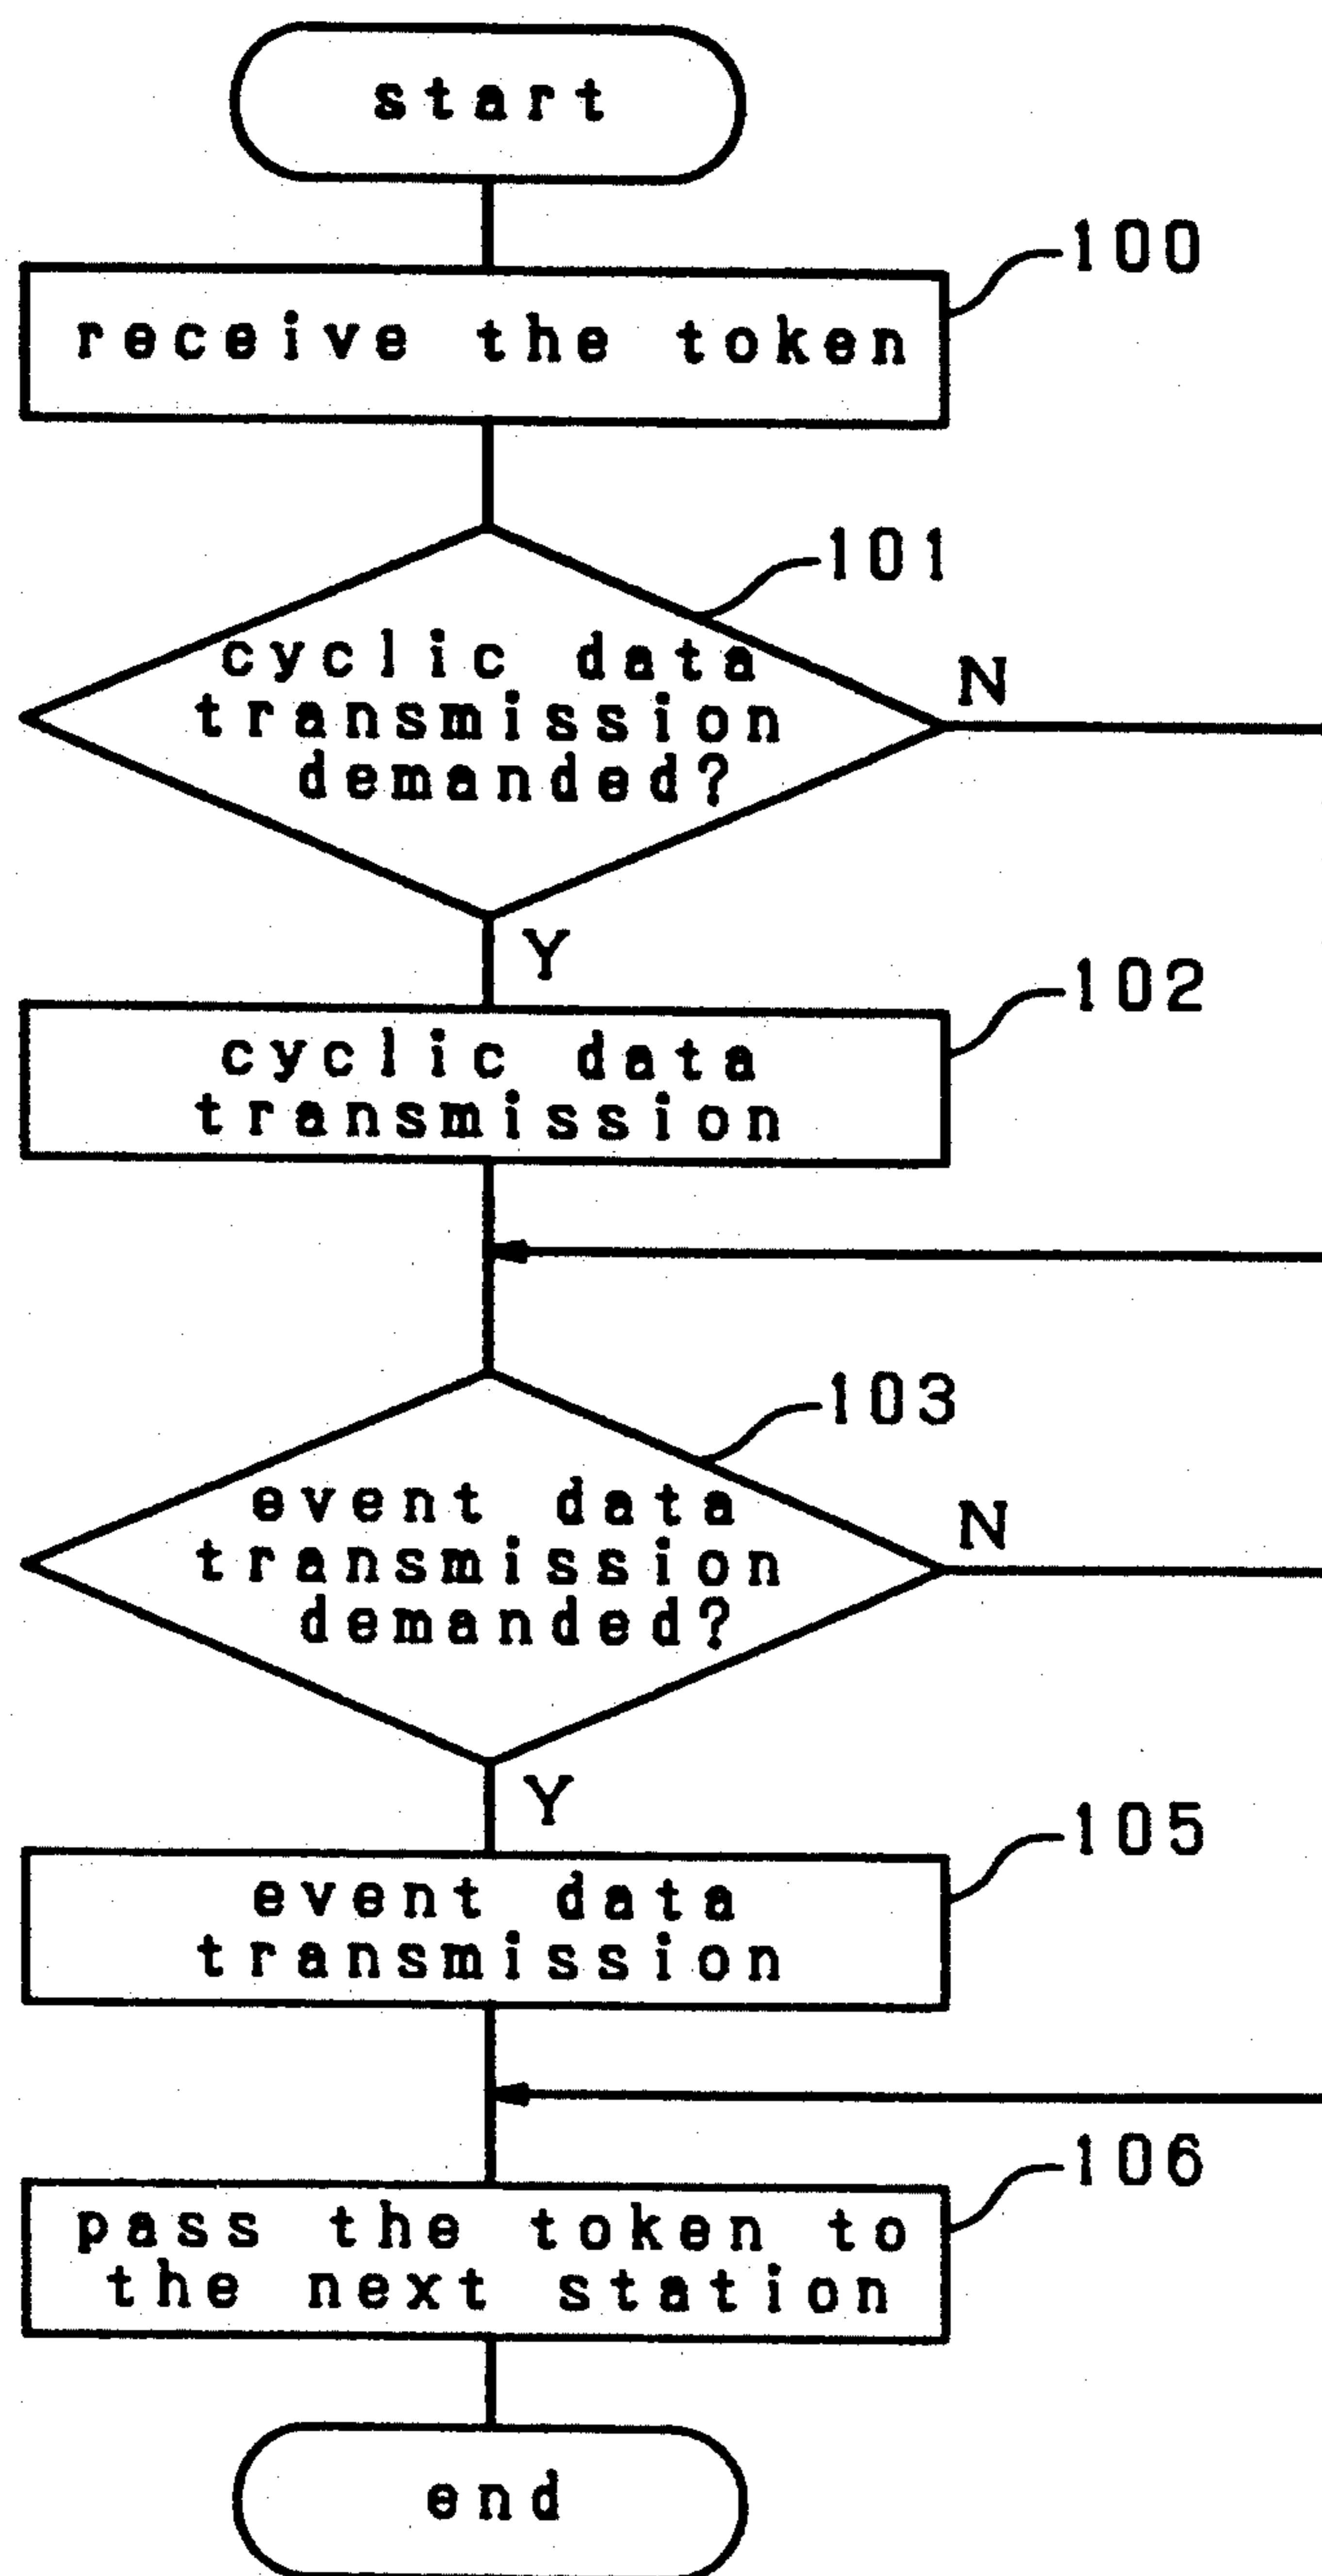 start
100
receive the token
101
cyclic data
transmission
demanded?
N
Y
102
cyclic data
transmission
103
event data
transmission
demanded?
N
Y
105
event data
transmission
106
pass the token to
the next station
end